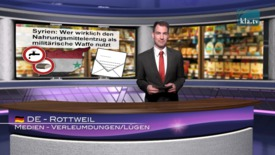 kla.tv
Syrien: Wer wirklich den
Nahrungsmittelentzug als
militärische Waffe nutzt
DE - Rottweil
Medien - Verleumdungen/Lügen